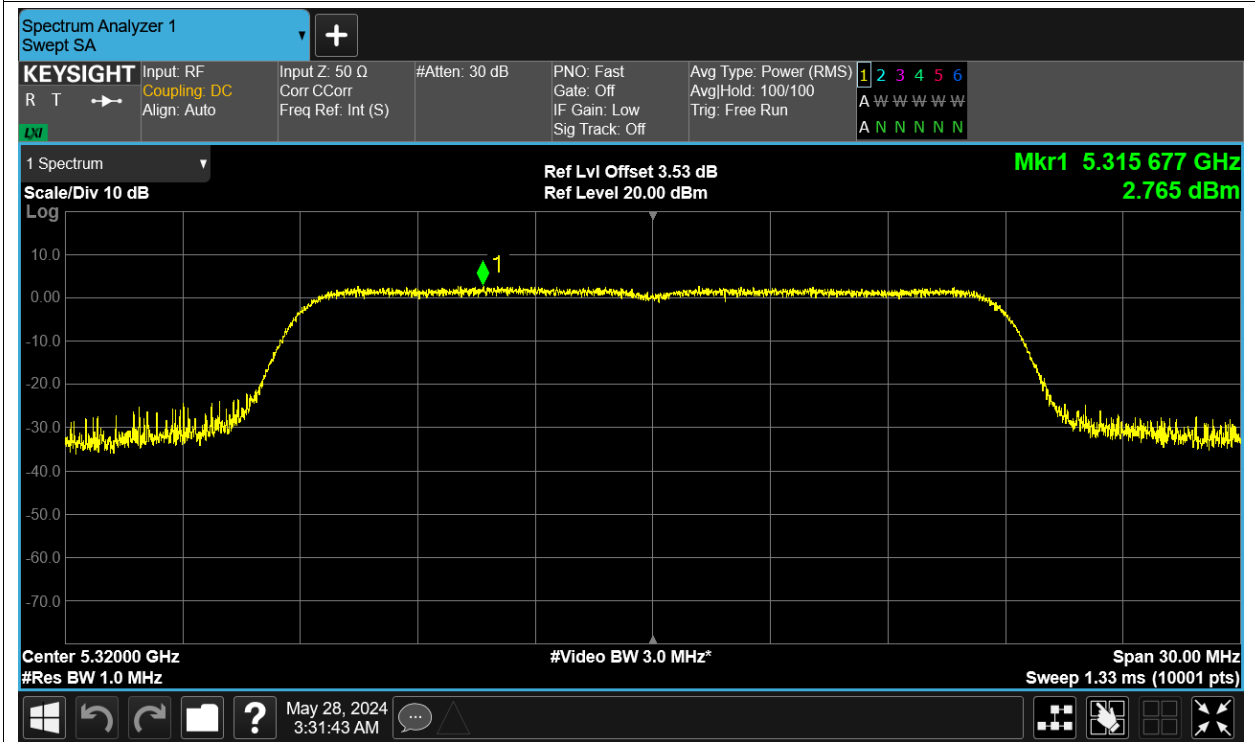 Spectrum Analyzer 1
Swept SA
KEYSIGHT
R T
LXI
Input: RF
Coupling: DC
Align: Auto
Input Z: 50 Ω
Corr CCorr
Freq Ref: Int (S)
#Atten: 30 dB
PNO: Fast
Gate: Off
IF Gain: Low
Sig Track: Off
Avg Type: Power (RMS)
Avg|Hold: 100/100
Trig: Free Run
1 2 3 4 5 6
A W W W W W
A N N N N N
1 Spectrum
Scale/Div 10 dB
Log
Ref Lvl Offset 3.53 dB
Ref Level 20.00 dBm
Mkr1 5.315 677 GHz
2.765 dBm
10.0
1
0.00
-10.0
-20.0
-30.0
-40.0
-50.0
-60.0
-70.0
Center 5.32000 GHz
#Res BW 1.0 MHz
#Video BW 3.0 MHz*
Span 30.00 MHz
Sweep 1.33 ms (10001 pts)
?
May 28, 2024
3:31:43 AM